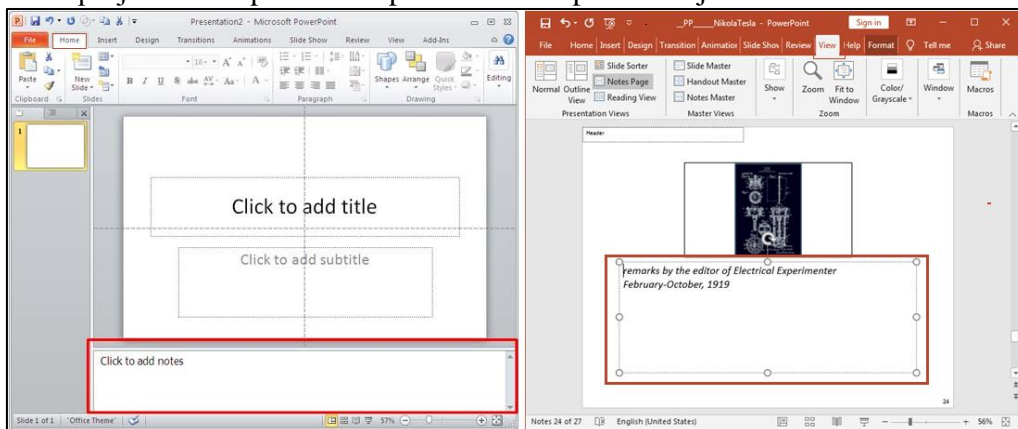 Presentation2 - Microsoft PowerPoint
File Home Insert Design Transitions Animations Slide Show Review View Add-Ins
Paste
New
Slide
B I U S abc AV Aa A
18 A A
Shapes Arrange Quick
Styles
Editing
Clipboard Slides Font Paragraph Drawing
1
Click to add title
Click to add subtitle
Click to add notes
Slide 1 of 1 "Office Theme" 57%
_PP____NikolaTesla - PowerPoint Sign in
File Home Insert Design Transition Animation Slide Show Review View Help Format Tell me Share
Normal Outline
View
Slide Sorter
Notes Page
Reading View
Slide Master
Handout Master
Notes Master
Show
Zoom Fit to
Window
Color/
Grayscale
Window
Macros
Presentation Views Master Views Zoom Macros
Header
remarks by the editor of Electrical Experimenter
February-October, 1919
24
Notes 24 of 27 English (United States) 56%